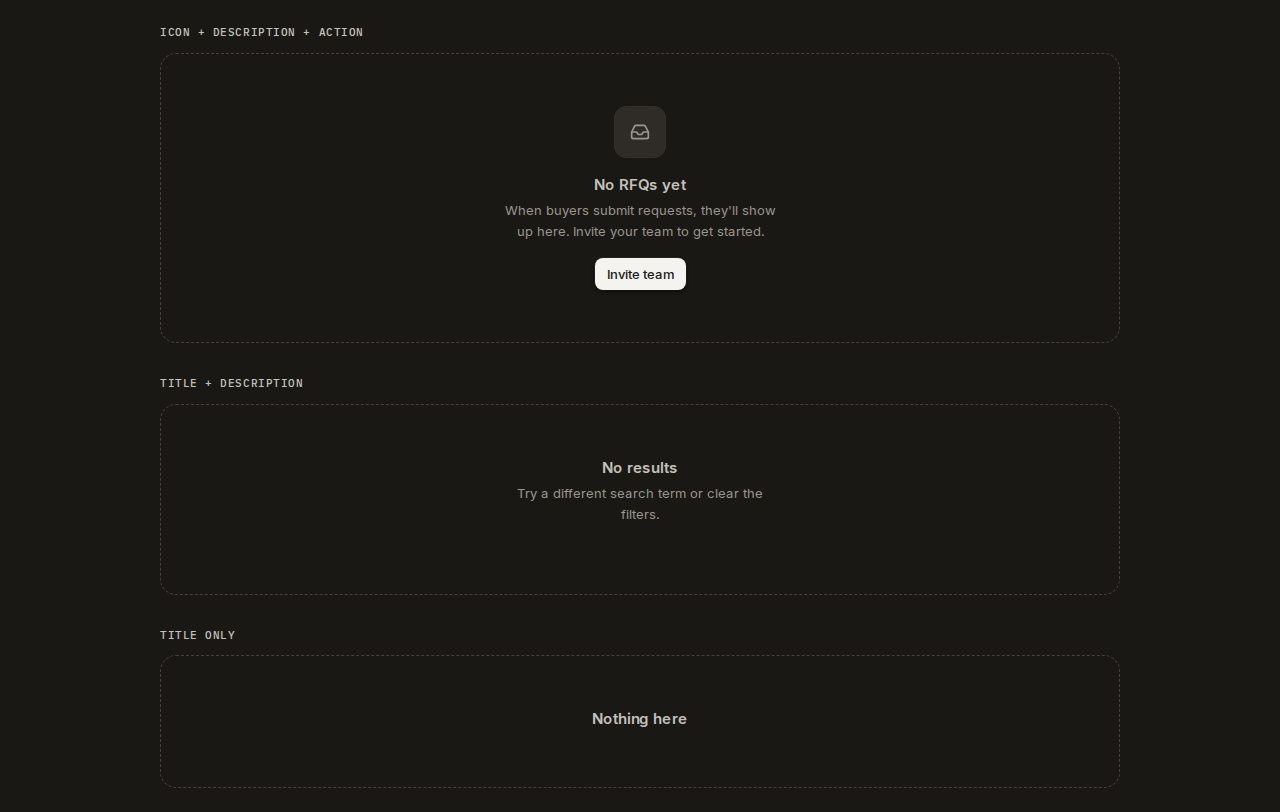 ICON + DESCRIPTION + ACTION
No RFQs yet
When buyers submit requests, they'll show
up here. Invite your team to get started.
Invite team
TITLE + DESCRIPTION
No results
Try a different search term or clear the
filters.
TITLE ONLY
Nothing here